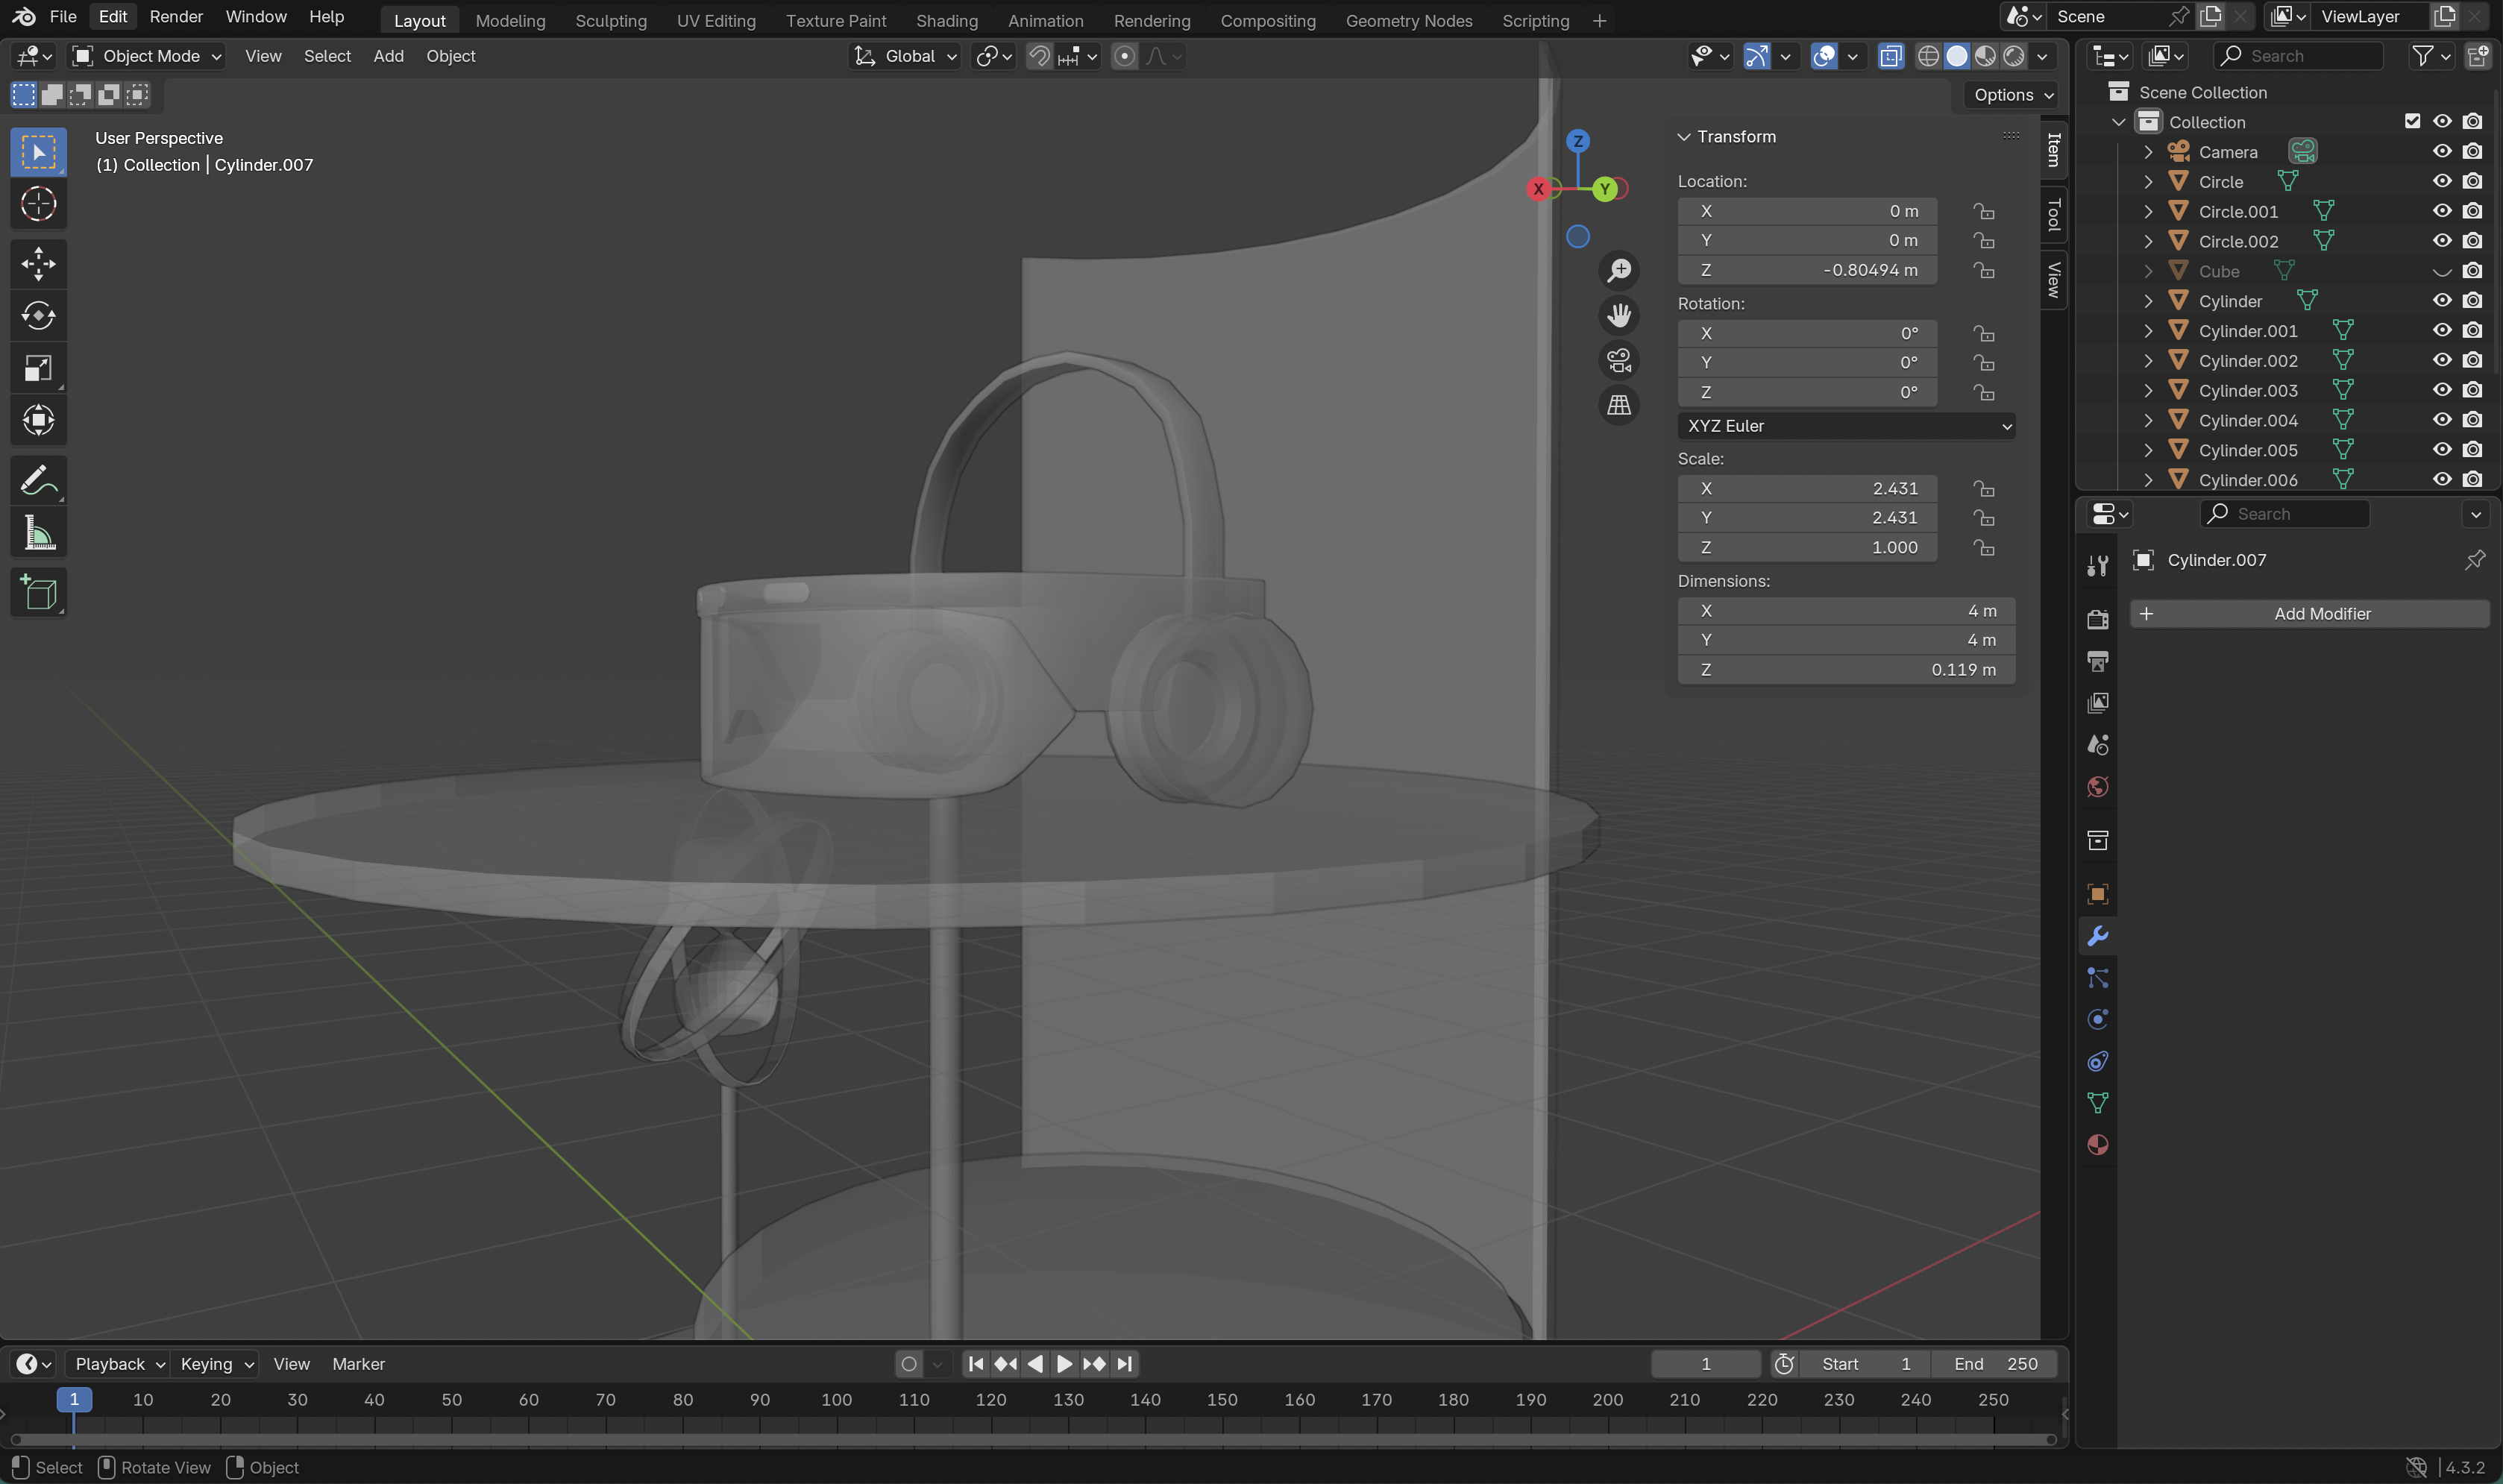 File Edit Render Window Help Layout Modeling Sculpting UV Editing Texture Paint Shading Animation Rendering Compositing Geometry Nodes Scripting + Scene ViewLayer
Object Mode View Select Add Object Global Search
Options
User Perspective
(1) Collection | Cylinder.007
Z
X
Y
Transform
Location:
X 0 m
Y 0 m
Z -0.80494 m
Rotation:
X 0°
Y 0°
Z 0°
XYZ Euler
Scale:
X 2.431
Y 2.431
Z 1.000
Dimensions:
X 4 m
Y 4 m
Z 0.119 m
Item
Tool
View
Scene Collection
Collection
Camera
Circle
Circle.001
Circle.002
Cube
Cylinder
Cylinder.001
Cylinder.002
Cylinder.003
Cylinder.004
Cylinder.005
Cylinder.006
Search
Cylinder.007
+ Add Modifier
Playback Keying View Marker 1 Start 1 End 250
1 10 20 30 40 50 60 70 80 90 100 110 120 130 140 150 160 170 180 190 200 210 220 230 240 250
Select Rotate View Object 4.3.2